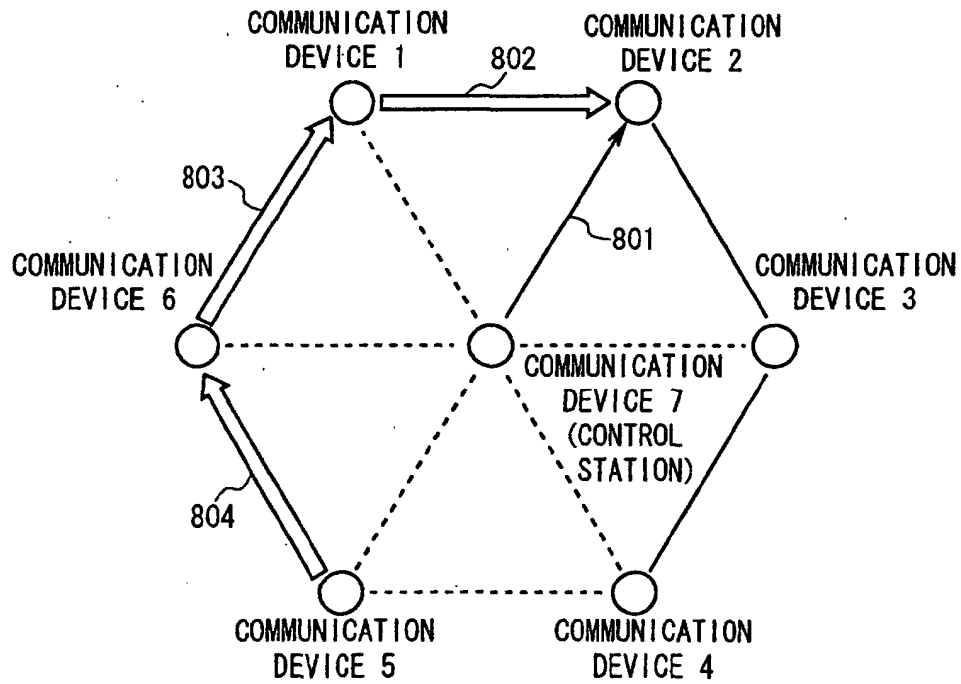 COMMUNICATION
DEVICE 1
COMMUNICATION
DEVICE 2
802
803
801
COMMUNICATION
DEVICE 6
COMMUNICATION
DEVICE 3
COMMUNICATION
DEVICE 7
(CONTROL
STATION)
804
COMMUNICATION
DEVICE 5
COMMUNICATION
DEVICE 4